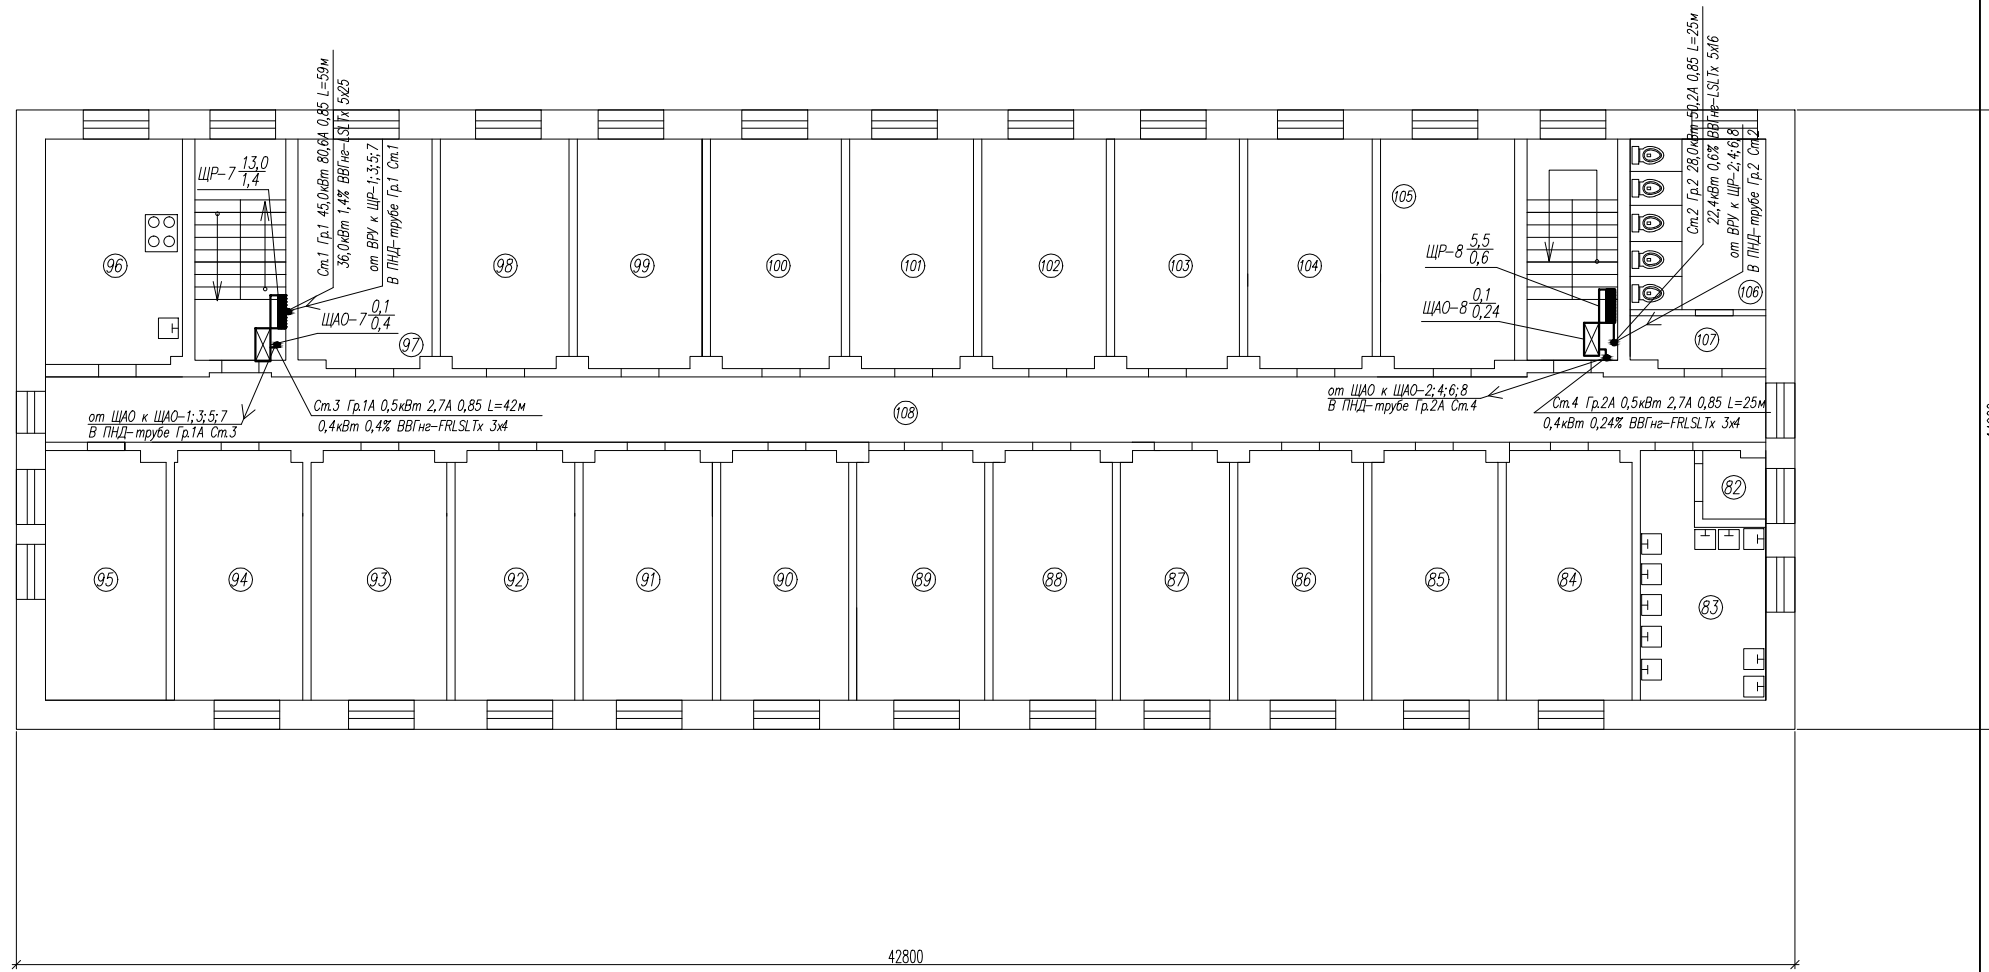 Ст.1 Гр.1 45,0кВт 80,6А 0,85 L=59м
36,0кВт 1,4% ВВГнг-LSLTx 5х25
от ВРУ к ЩР-1;3;5;7
В ПНД-трубе Гр.1 Ст.1
Ст.2 Гр.2 28,0кВт 50,2А 0,85 L=25м
22,4кВт 0,6% ВВГнг-LSLTx 5х16
от ВРУ к ЩР-2;4;6;8
В ПНД-трубе Гр.2 Ст.2
ЩР-7 13,0
1,4
ЩАО-7 0,1
0,4
ЩР-8 5,5
0,6
ЩАО-8 0,1
0,24
96
97
98
99
100
101
102
103
104
105
106
107
от ЩАО к ЩАО-1;3;5;7
В ПНД-трубе Гр.1А Ст.3
Ст.3 Гр.1А 0,5кВт 2,7А 0,85 L=42м
0,4кВт 0,4% ВВГнг-FRLSLTx 3х4
108
от ЩАО к ЩАО-2;4;6;8
В ПНД-трубе Гр.2А Ст.4
Ст.4 Гр.2А 0,5кВт 2,7А 0,85 L=25м
0,4кВт 0,24% ВВГнг-FRLSLTx 3х4
82
95
94
93
92
91
90
89
88
87
86
85
84
83
42800